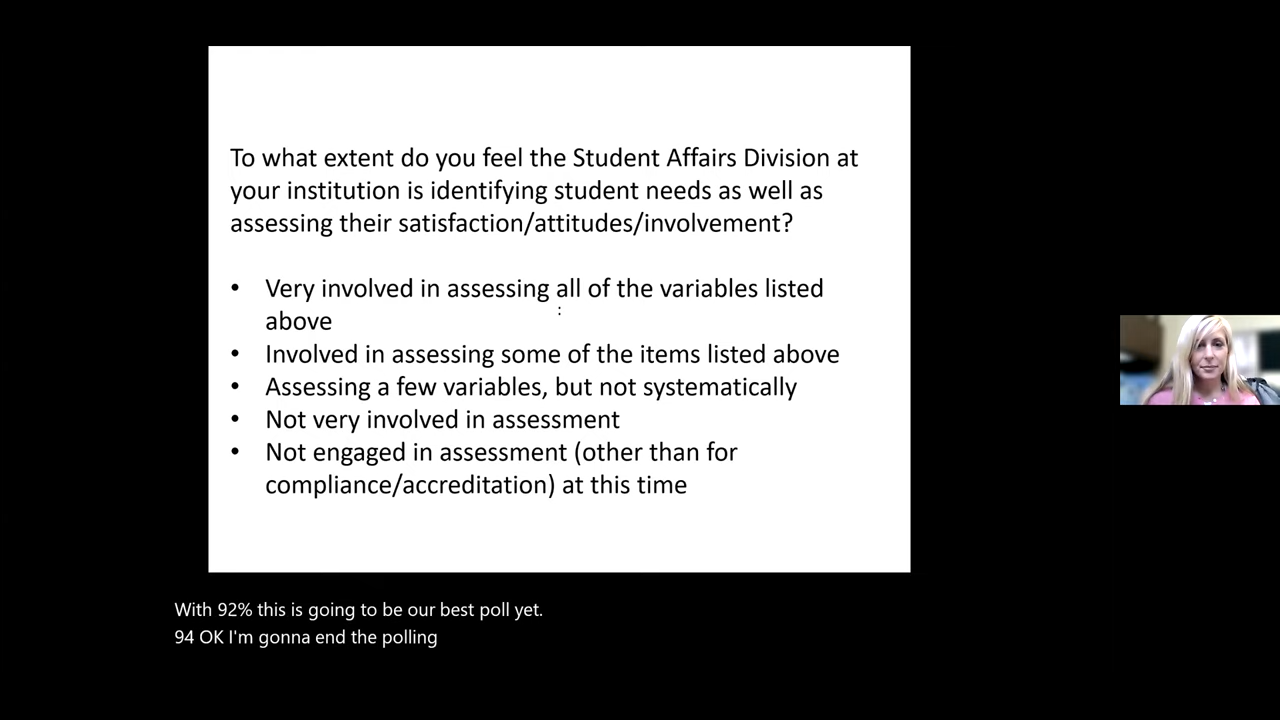 To what extent do you feel the Student Affairs Division at
your institution is identifying student needs as well as
assessing their satisfaction/attitudes/involvement?
• Very involved in assessing all of the variables listed
above
• Involved in assessing some of the items listed above
• Assessing a few variables, but not systematically
• Not very involved in assessment
• Not engaged in assessment (other than for
compliance/accreditation) at this time
With 92% this is going to be our best poll yet.
94 OK I'm gonna end the polling